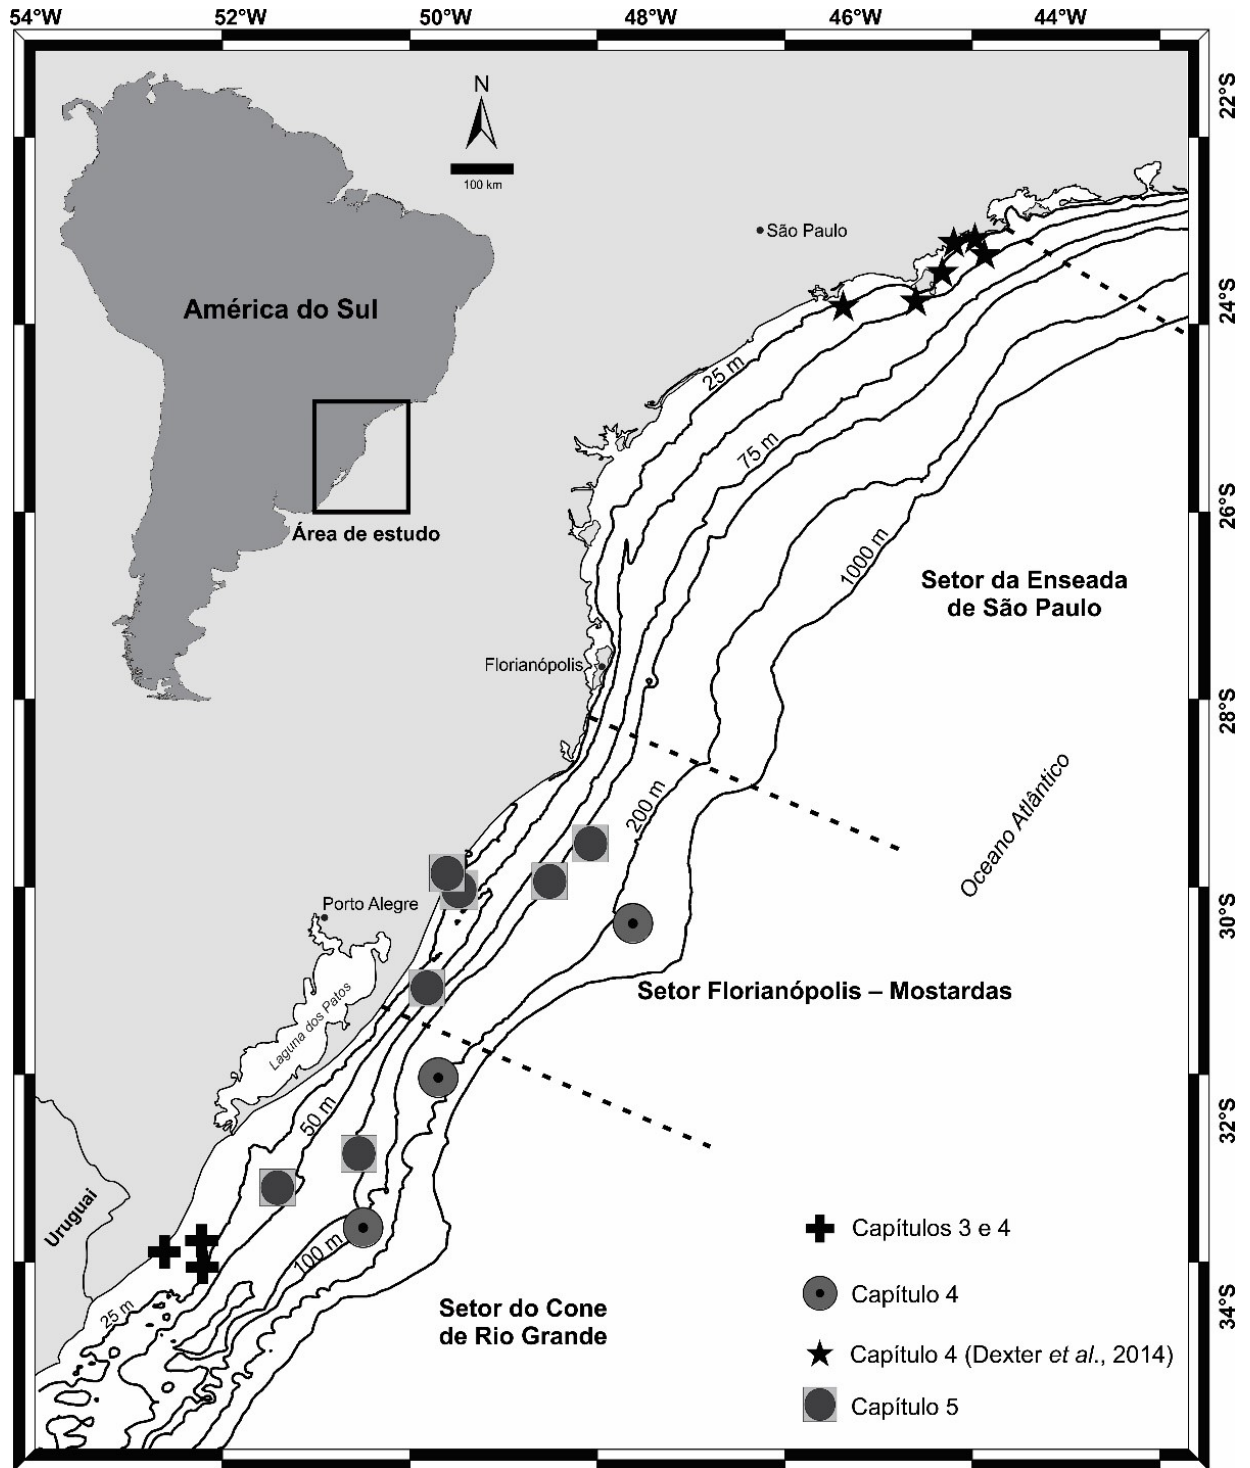 54°W 52°W 50°W 48°W 46°W 44°W
22°S
N
100 km
São Paulo
América do Sul
24°S
25 m
75 m
26°S
Área de estudo
1000 m
Setor da Enseada
de São Paulo
Florianópolis
28°S
200 m
Oceano Atlântico
Porto Alegre
30°S
Laguna dos Patos
Setor Florianópolis – Mostardas
50 m
32°S
Uruguai
100 m
25 m
34°S
Setor do Cone
de Rio Grande
Capítulos 3 e 4
Capítulo 4
Capítulo 4 (Dexter et al., 2014)
Capítulo 5